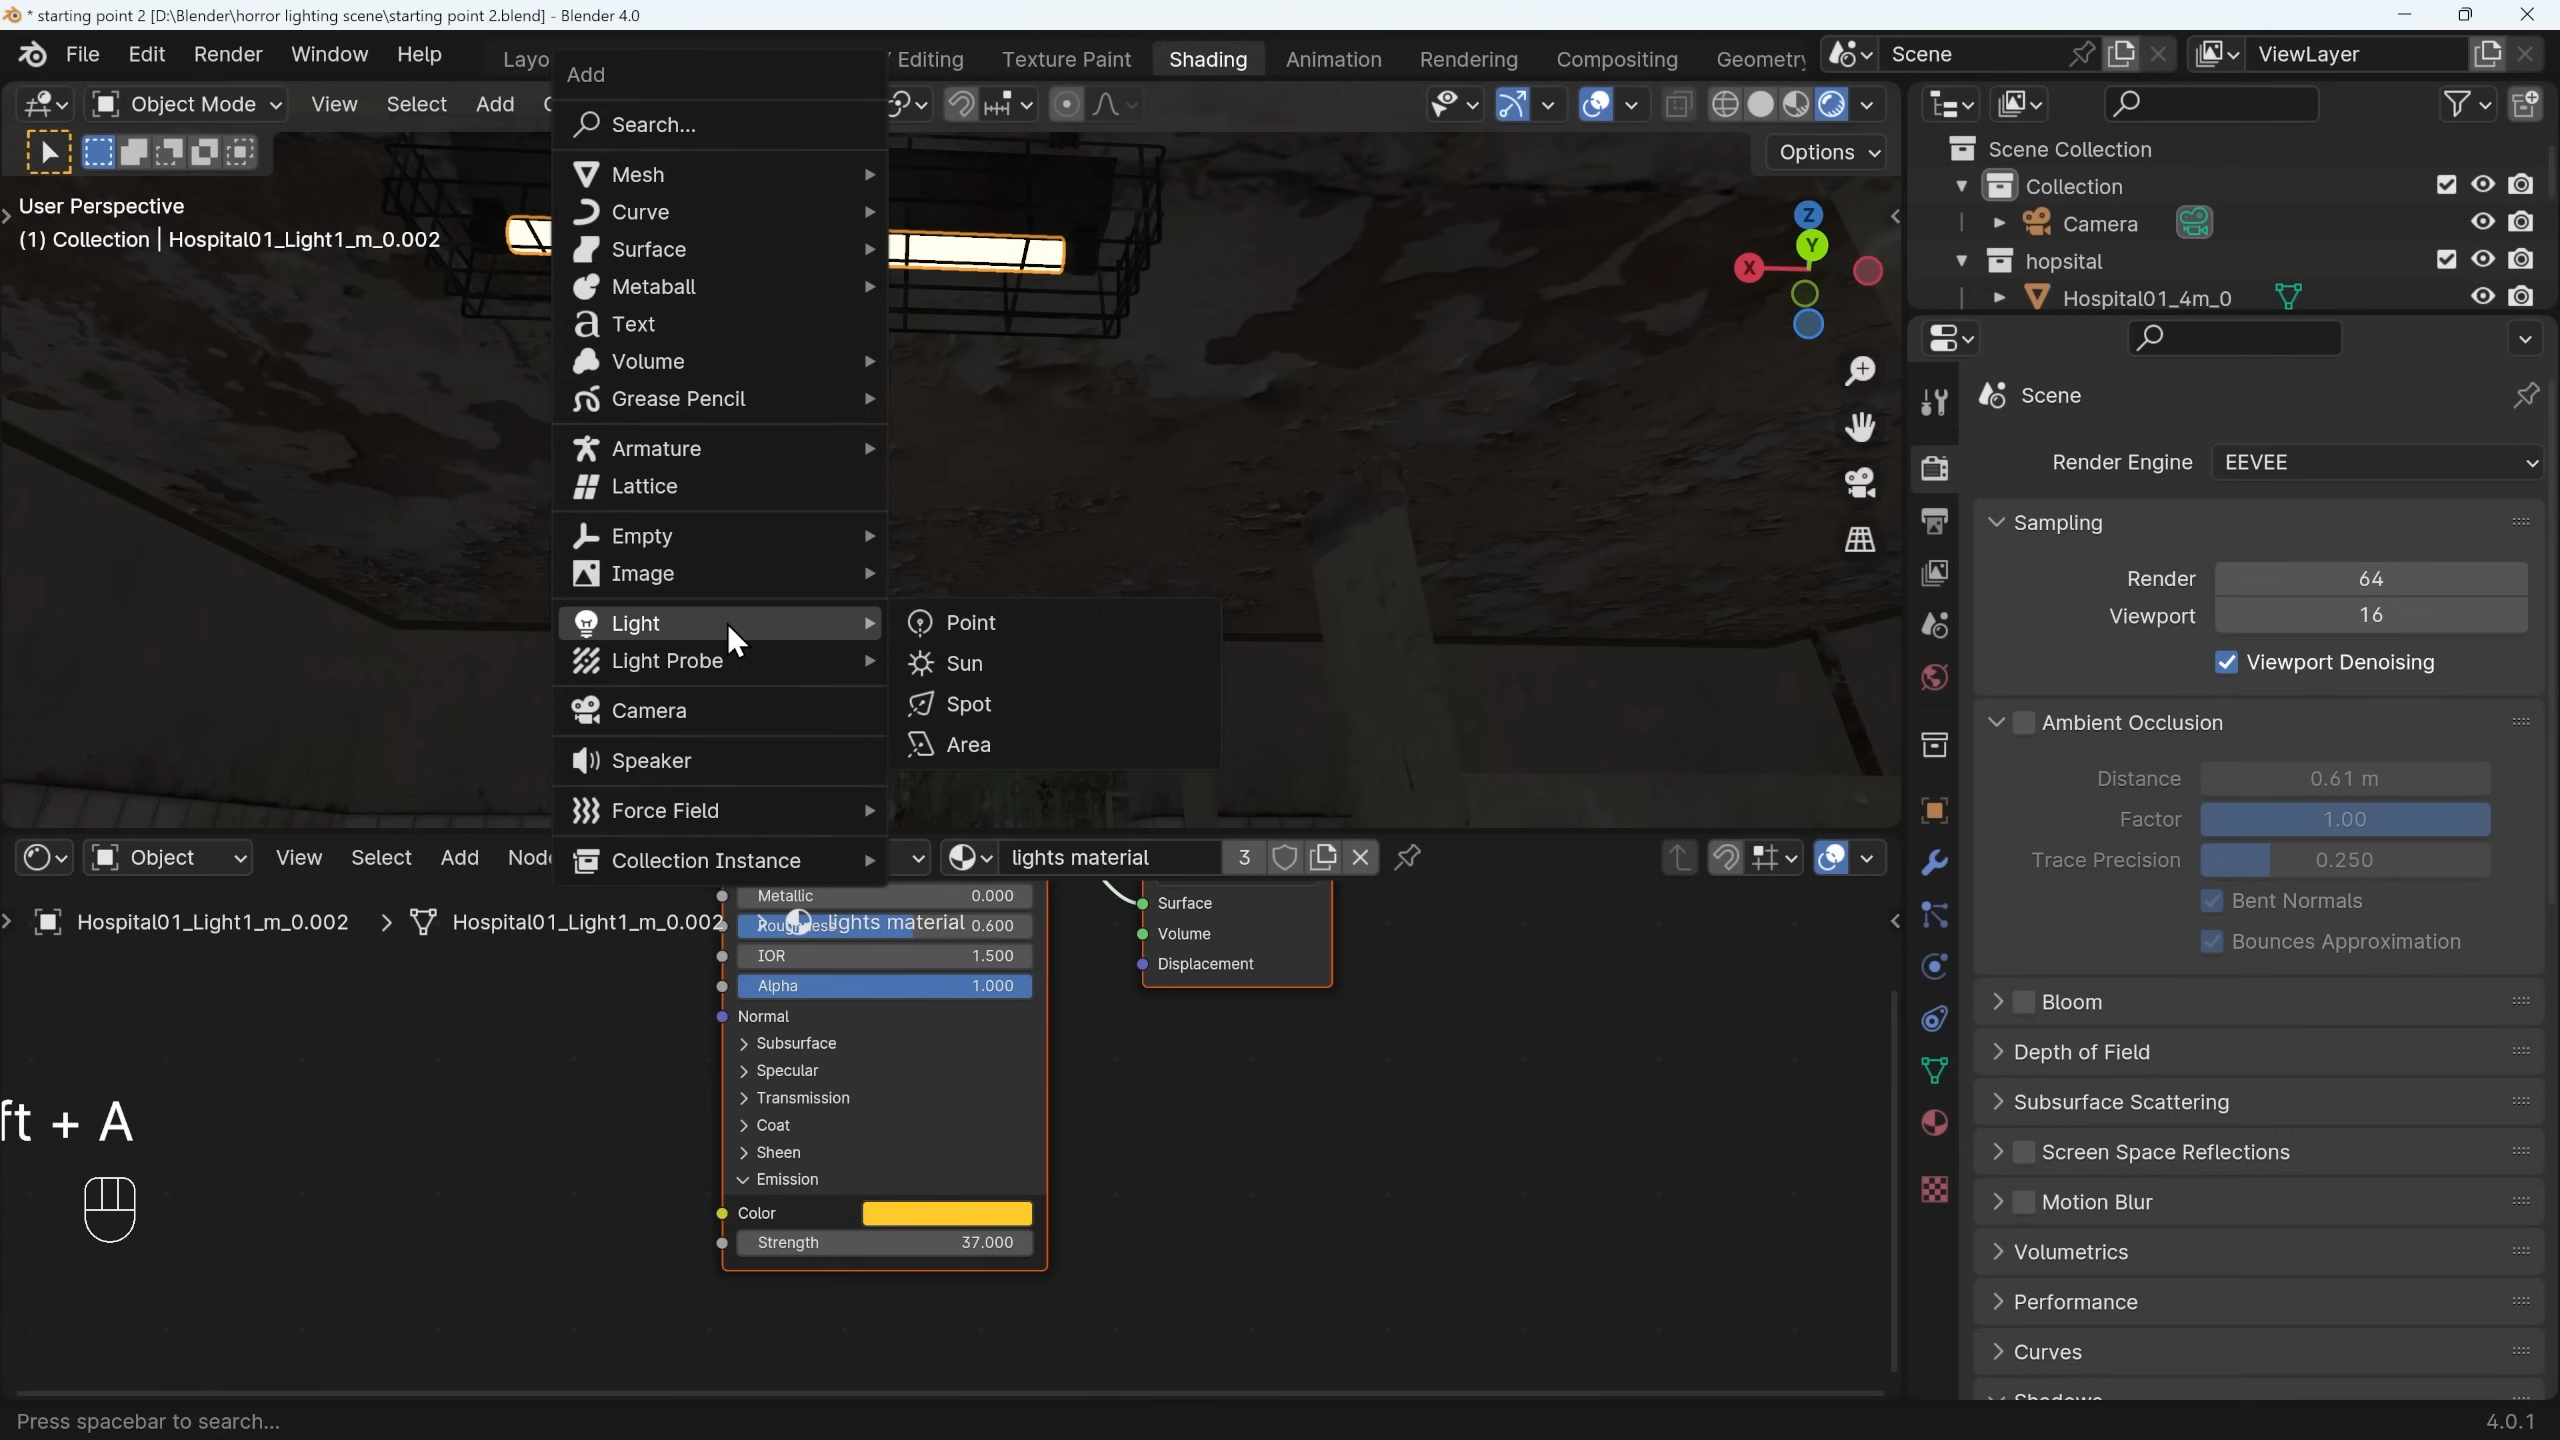 * starting point 2 [D:\Blender\horror lighting scene\starting point 2.blend] - Blender 4.0
File Edit Render Window Help
Layo
Editing Texture Paint Shading Animation Rendering Compositing Geometry
Scene
ViewLayer
Object Mode View Select Add
Options
User Perspective
(1) Collection | Hospital01_Light1_m_0.002
Z
Y
X
Add
Search...
Mesh
Curve
Surface
Metaball
Text
Volume
Grease Pencil
Armature
Lattice
Empty
Image
Light
Light Probe
Camera
Speaker
Force Field
Collection Instance
Point
Sun
Spot
Area
Scene Collection
Collection
Camera
hopsital
Hospital01_4m_0
Scene
Render Engine EEVEE
Sampling
Render 64
Viewport 16
Viewport Denoising
Ambient Occlusion
Distance 0.61 m
Factor 1.00
Trace Precision 0.250
Bent Normals
Bounces Approximation
Bloom
Depth of Field
Subsurface Scattering
Screen Space Reflections
Motion Blur
Volumetrics
Performance
Curves
Object View Select Add Node
lights material 3
Hospital01_Light1_m_0.002 Hospital01_Light1_m_0.002 lights material
Metallic 0.000
Roughness 0.600
IOR 1.500
Alpha 1.000
Normal
Subsurface
Specular
Transmission
Coat
Sheen
Emission
Color
Strength 37.000
Surface
Volume
Displacement
ft + A
Press spacebar to search...
4.0.1